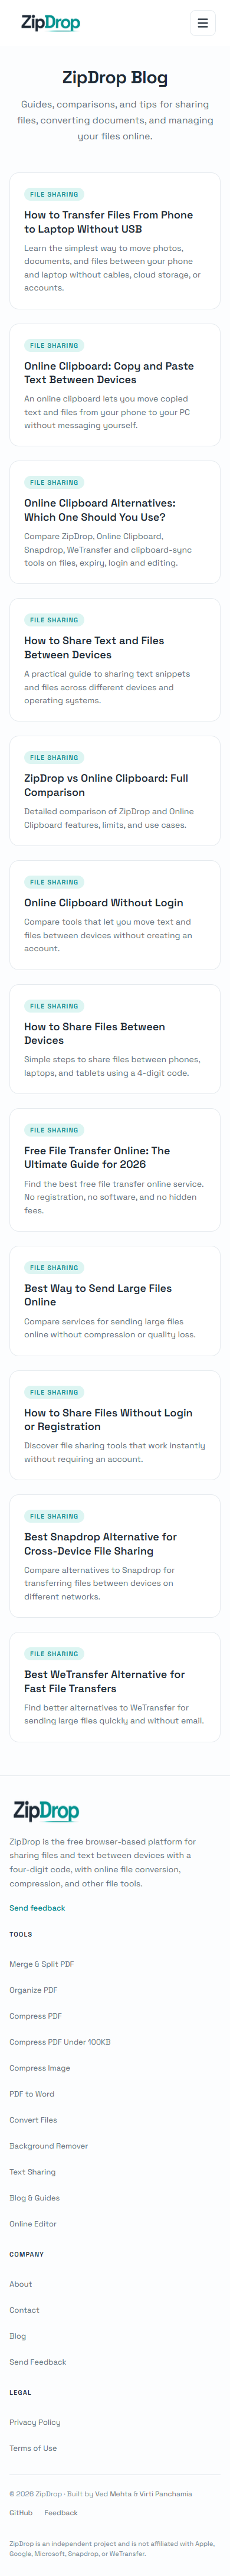 ZipDrop
ZipDrop Blog
Guides, comparisons, and tips for sharing
files, converting documents, and managing
your files online.
FILE SHARING
How to Transfer Files From Phone
to Laptop Without USB
Learn the simplest way to move photos,
documents, and files between your phone
and laptop without cables, cloud storage, or
accounts.
FILE SHARING
Online Clipboard: Copy and Paste
Text Between Devices
An online clipboard lets you move copied
text and files from your phone to your PC
without messaging yourself.
FILE SHARING
Online Clipboard Alternatives:
Which One Should You Use?
Compare ZipDrop, Online Clipboard,
Snapdrop, WeTransfer and clipboard-sync
tools on files, expiry, login and editing.
FILE SHARING
How to Share Text and Files
Between Devices
A practical guide to sharing text snippets
and files across different devices and
operating systems.
FILE SHARING
ZipDrop vs Online Clipboard: Full
Comparison
Detailed comparison of ZipDrop and Online
Clipboard features, limits, and use cases.
FILE SHARING
Online Clipboard Without Login
Compare tools that let you move text and
files between devices without creating an
account.
FILE SHARING
How to Share Files Between
Devices
Simple steps to share files between phones,
laptops, and tablets using a 4-digit code.
FILE SHARING
Free File Transfer Online: The
Ultimate Guide for 2026
Find the best free file transfer online service.
No registration, no software, and no hidden
fees.
FILE SHARING
Best Way to Send Large Files
Online
Compare services for sending large files
online without compression or quality loss.
FILE SHARING
How to Share Files Without Login
or Registration
Discover file sharing tools that work instantly
without requiring an account.
FILE SHARING
Best Snapdrop Alternative for
Cross-Device File Sharing
Compare alternatives to Snapdrop for
transferring files between devices on
different networks.
FILE SHARING
Best WeTransfer Alternative for
Fast File Transfers
Find better alternatives to WeTransfer for
sending large files quickly and without email.
ZipDrop
ZipDrop is the free browser-based platform for
sharing files and text between devices with a
four-digit code, with online file conversion,
compression, and other file tools.
Send feedback
TOOLS
Merge & Split PDF
Organize PDF
Compress PDF
Compress PDF Under 100KB
Compress Image
PDF to Word
Convert Files
Background Remover
Text Sharing
Blog & Guides
Online Editor
COMPANY
About
Contact
Blog
Send Feedback
LEGAL
Privacy Policy
Terms of Use
© 2026 ZipDrop · Built by Ved Mehta & Virti Panchamia
GitHub Feedback
ZipDrop is an independent project and is not affiliated with Apple,
Google, Microsoft, Snapdrop, or WeTransfer.